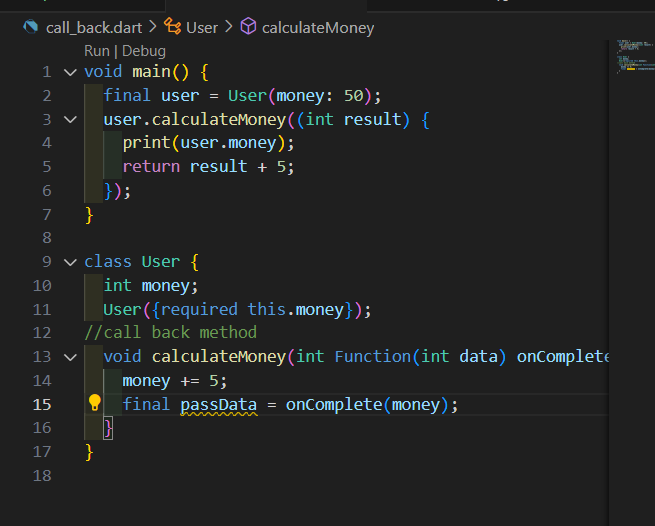 call_back.dart > User > calculateMoney
Run | Debug
1 void main() {
2 final user = User(money: 50);
3 user.calculateMoney((int result) {
4 print(user.money);
5 return result + 5;
6 });
7 }
8
9 class User {
10 int money;
11 User({required this.money});
12 //call back method
13 void calculateMoney(int Function(int data) onComplete
14 money += 5;
15 final passData = onComplete(money);
16 }
17 }
18